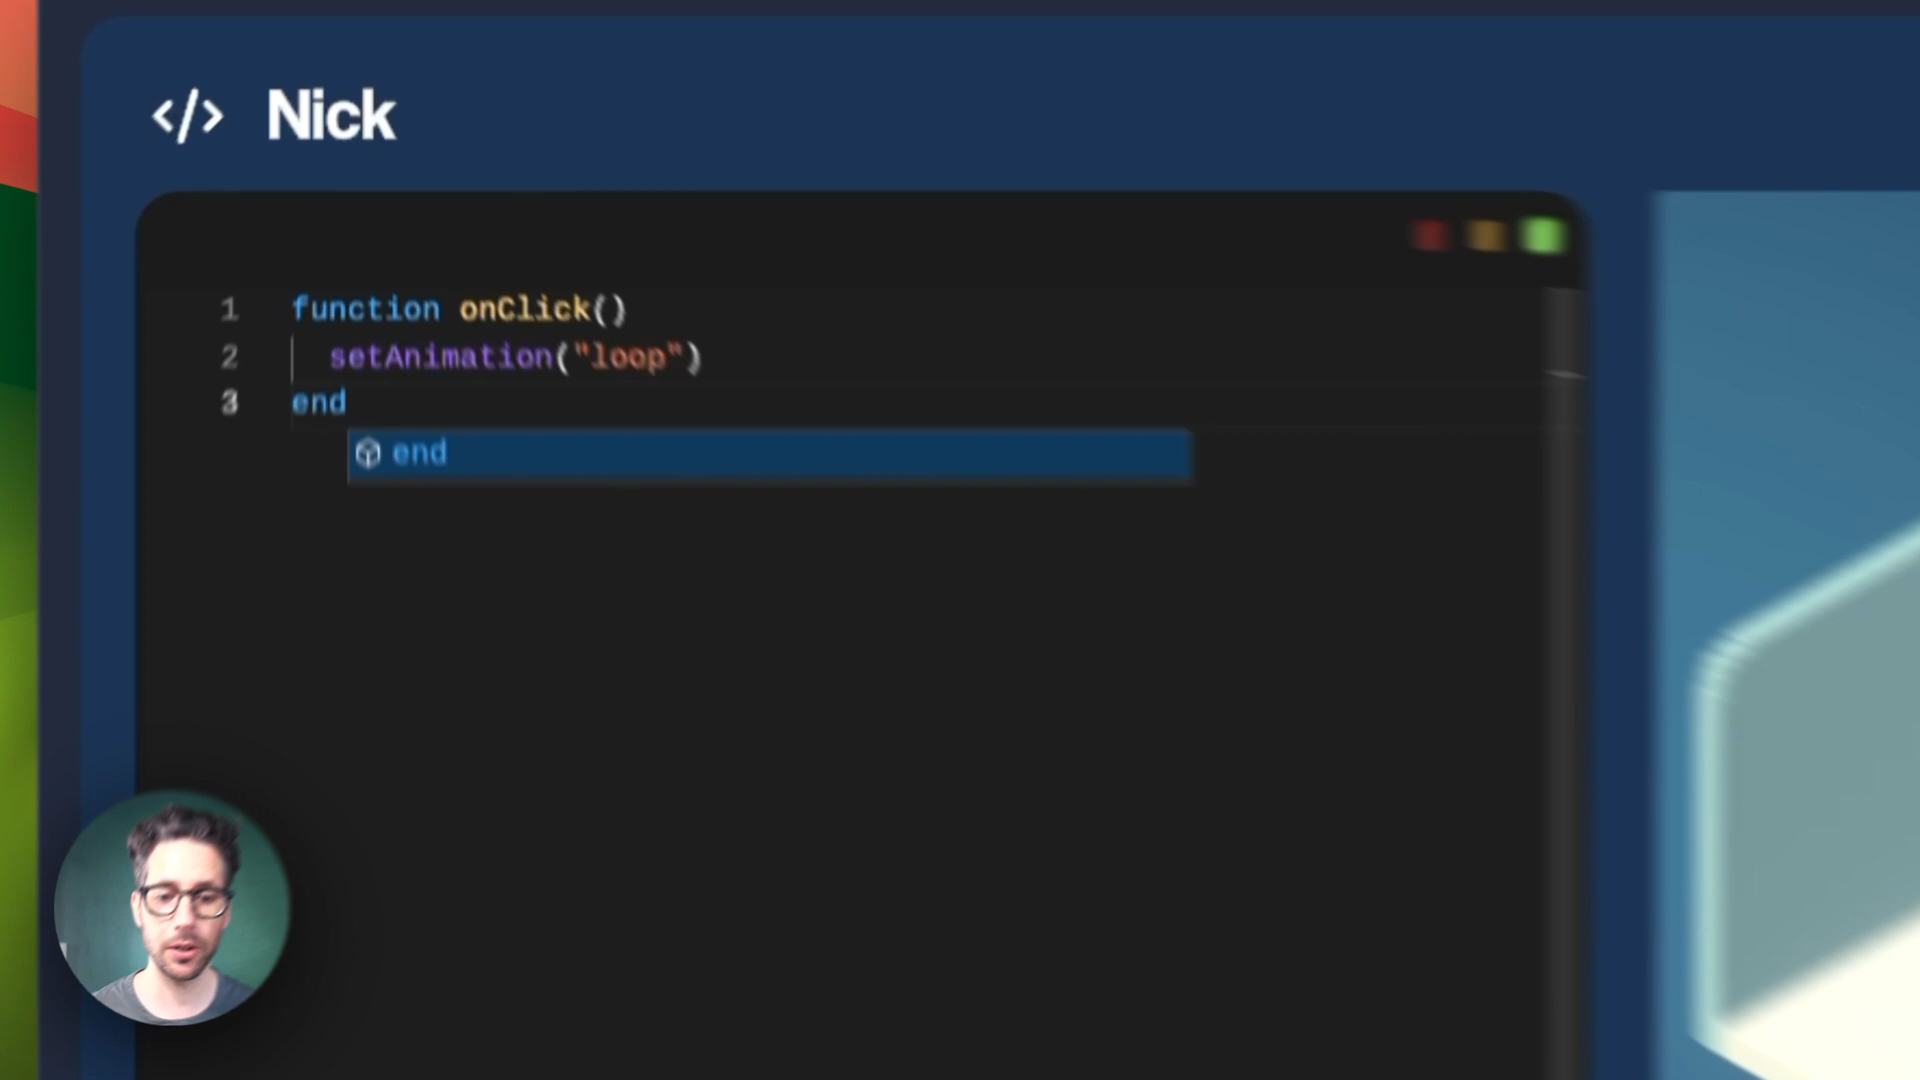 </> Nick
1 function onClick()
2 setAnimation("loop")
3 end
end